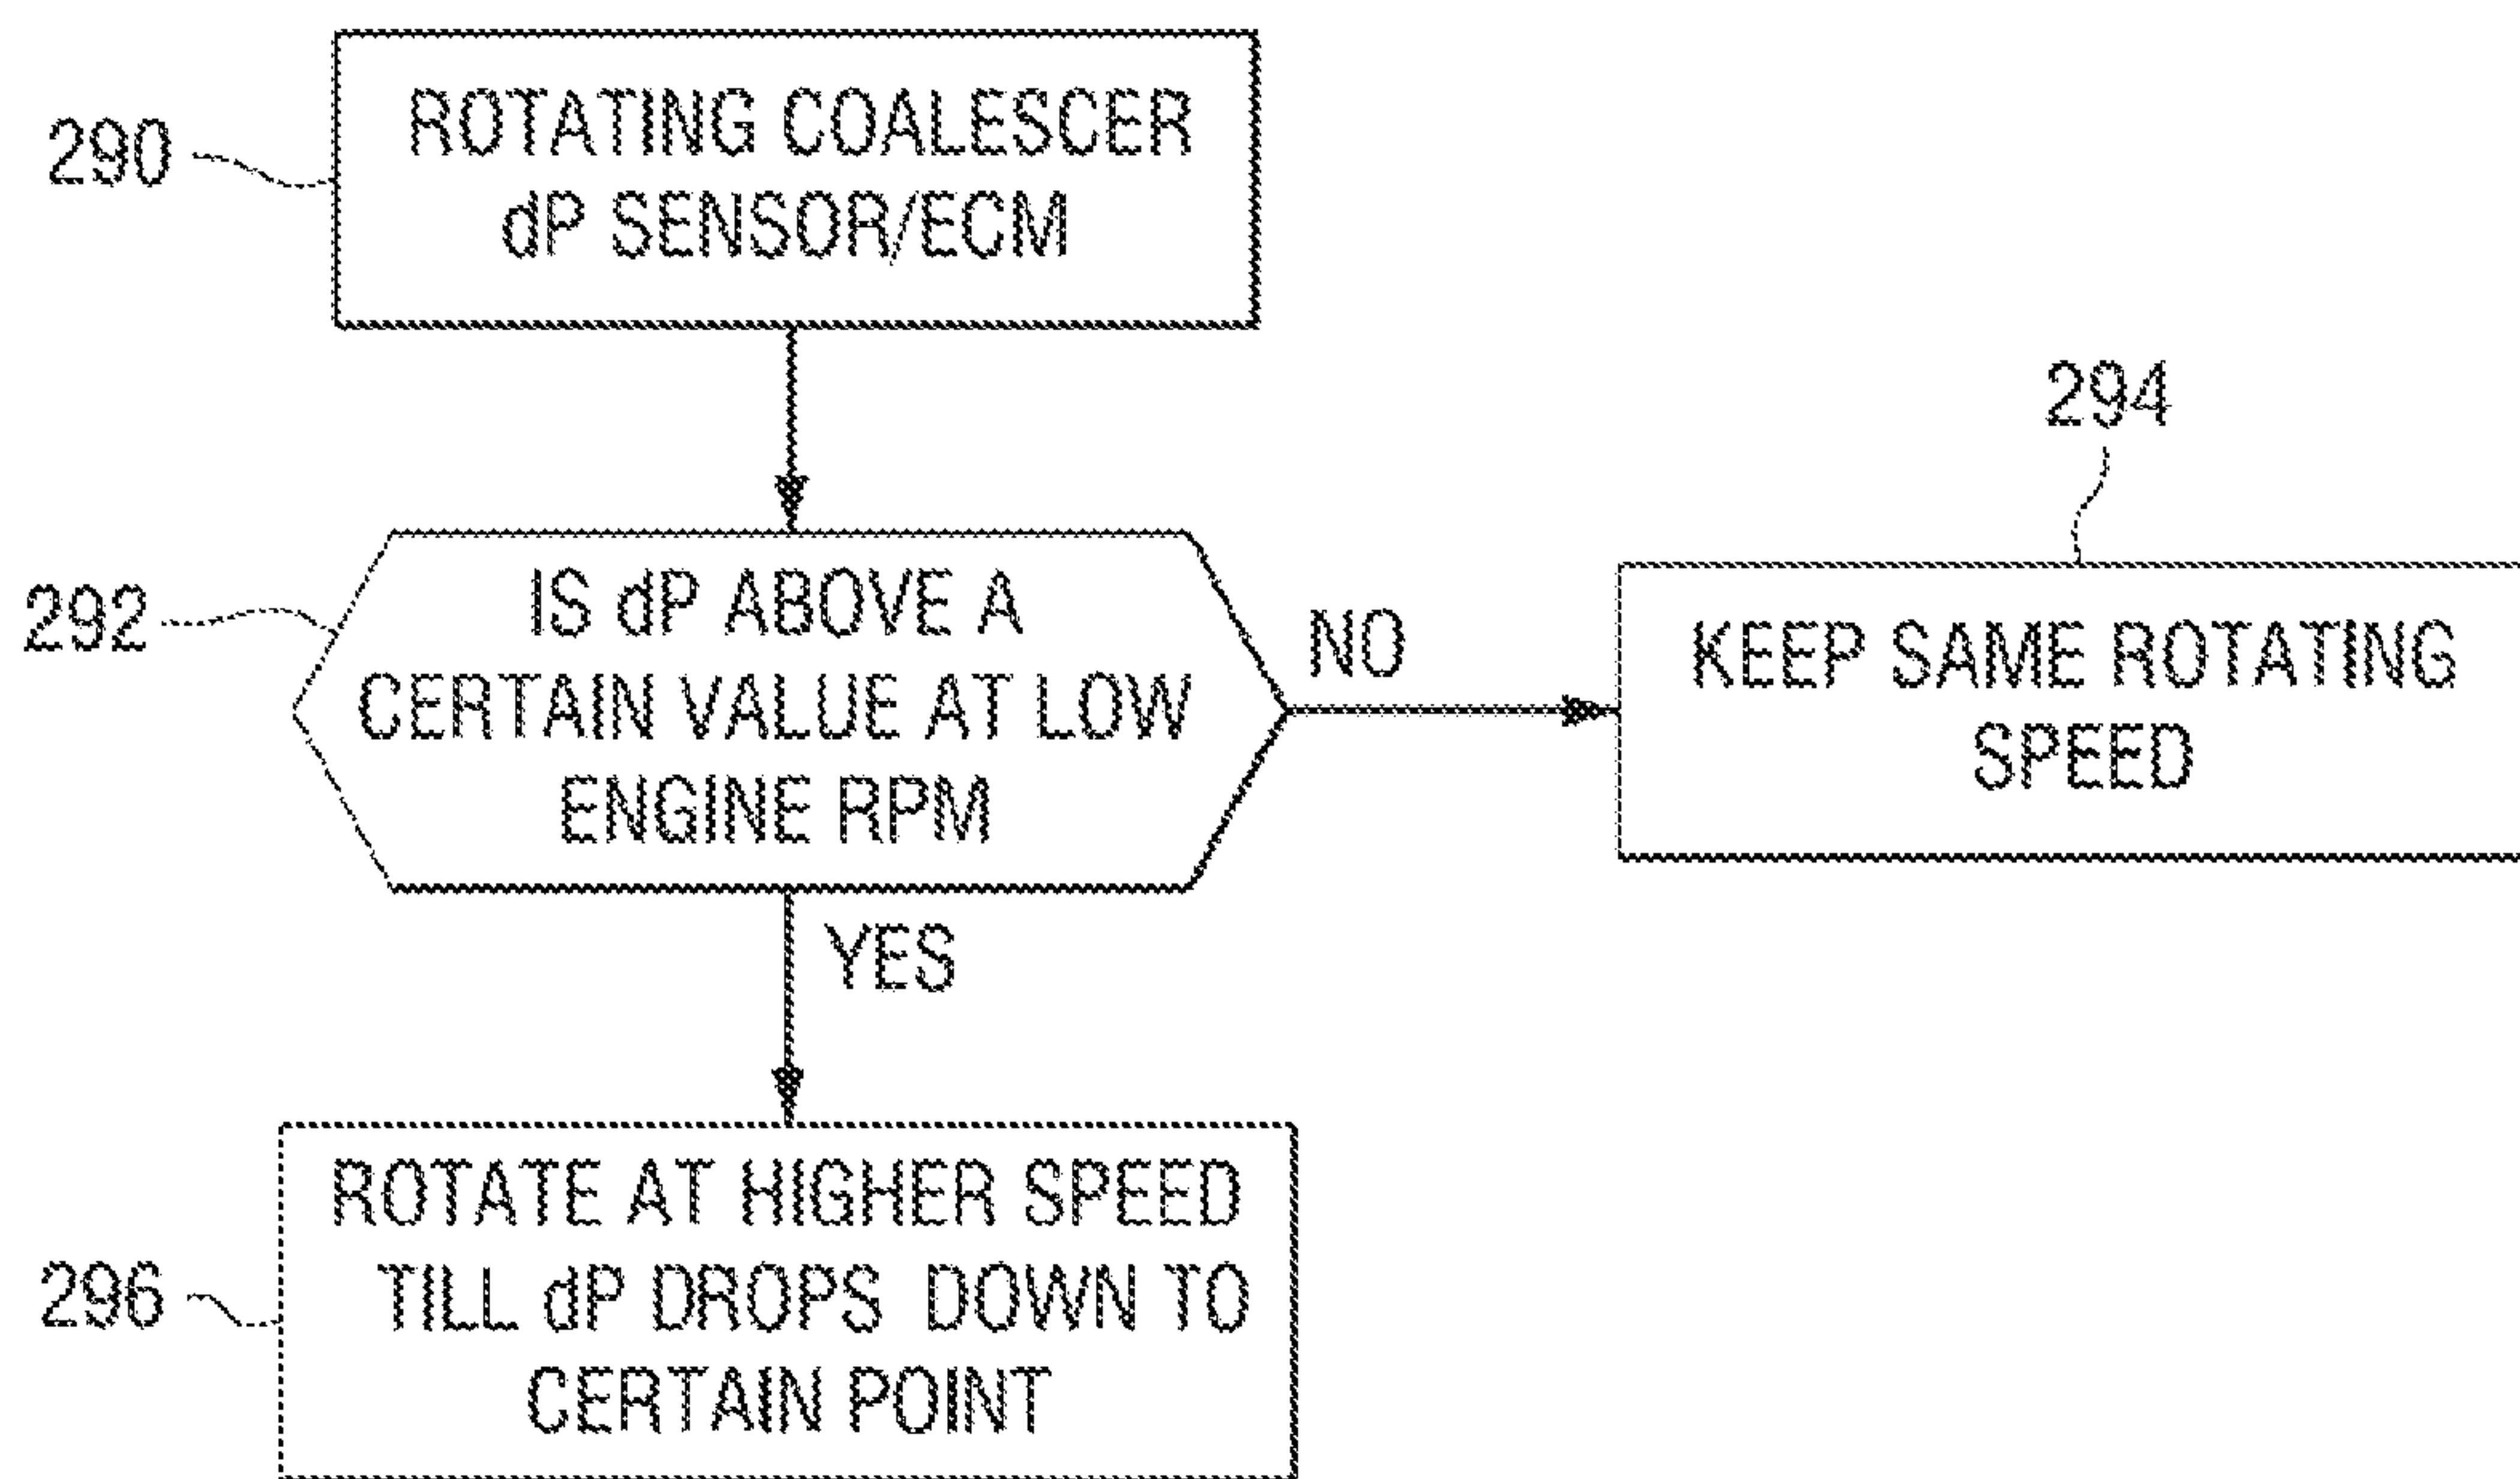 290
ROTATING COALESCER
dP SENSOR/ECM
292
IS dP ABOVE A
CERTAIN VALUE AT LOW
ENGINE RPM
NO
294
KEEP SAME ROTATING
SPEED
YES
296
ROTATE AT HIGHER SPEED
TILL dP DROPS DOWN TO
CERTAIN POINT